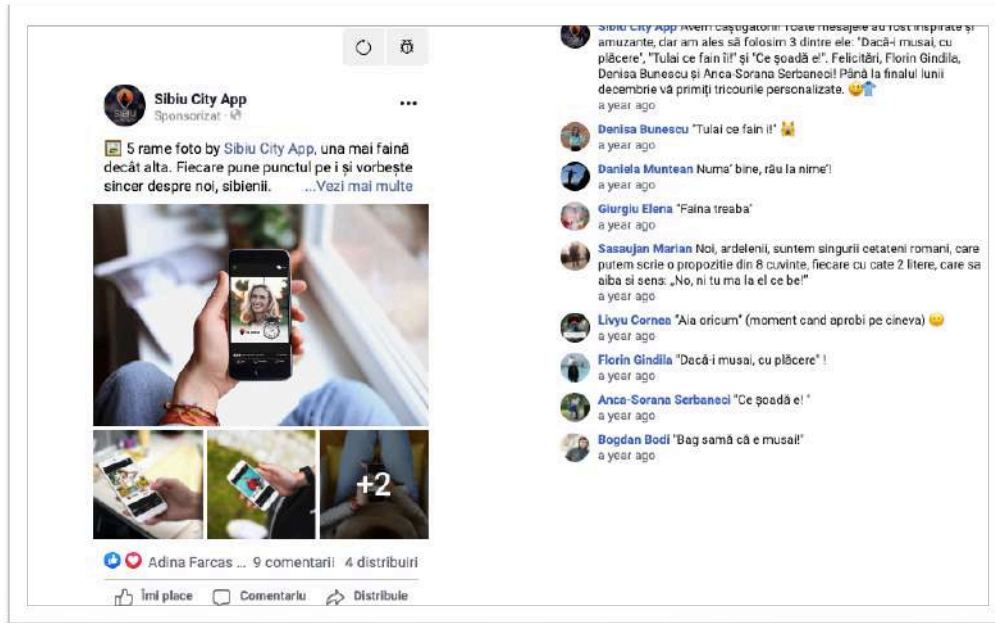 Sibiu City App
Sponsorizat ·
5 rame foto by Sibiu City App, una mai faină
decât alta. Fiecare pune punctul pe i și vorbește
sincer despre noi, sibienii. ...Vezi mai multe
+2
Adina Farcas ... 9 comentarii 4 distribuiri
Îmi place Comentariu Distribuie
Sibiu City App Avem câștigătorii! Toate mesajele au fost inspirate și
amuzante, dar am ales să folosim 3 dintre ele: "Dacă-i musai, cu
plăcere", "Tulai ce fain îi!" și "Ce șoadă e!". Felicitări, Florin Gindila,
Denisa Bunescu și Anca-Sorana Serbaneci! Până la finalul lunii
decembrie vă primiți tricourile personalizate.
a year ago
Denisa Bunescu "Tulai ce fain i!"
a year ago
Daniela Muntean Numa' bine, rău la nime'!
a year ago
Giurgiu Elena "Faina treaba"
a year ago
Sasaujan Marian Noi, ardelenii, suntem singurii cetateni romani, care
putem scrie o propozitie din 8 cuvinte, fiecare cu cate 2 litere, care sa
aiba si sens: „No, ni tu ma la el ce be!"
a year ago
Livyu Cornea "Aia oricum" (moment cand aprobi pe cineva)
a year ago
Florin Gindila "Dacă-i musai, cu plăcere" !
a year ago
Anca-Sorana Serbaneci "Ce șoadă e! "
a year ago
Bogdan Bodi "Bag samă că e musai!"
a year ago